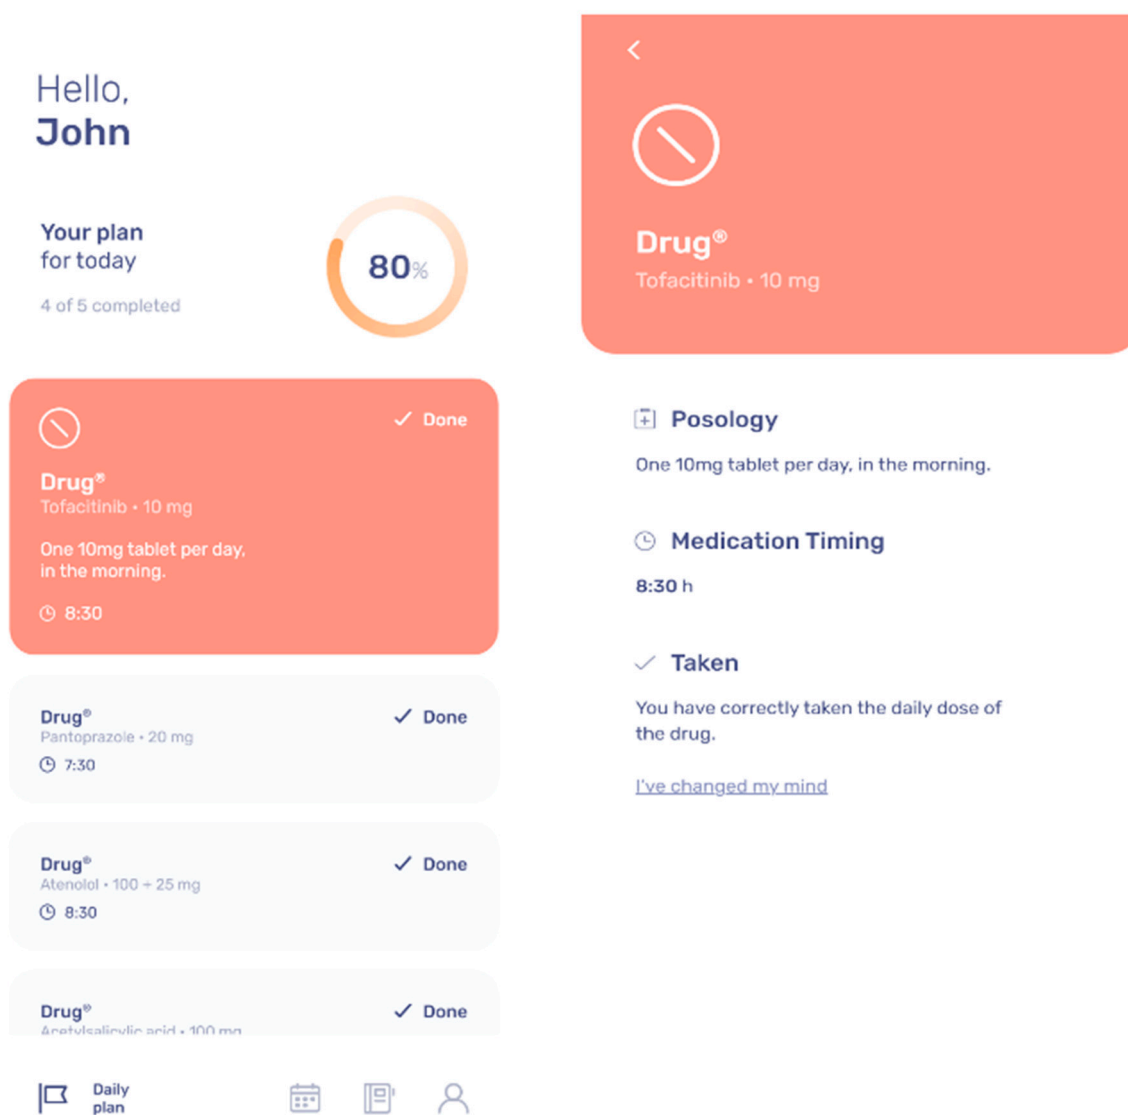 Hello,
John
Your plan
for today
4 of 5 completed
80%
Done
Drug®
Tofacitinib • 10 mg
One 10mg tablet per day,
in the morning.
8:30
Drug®
Done
Pantoprazole • 20 mg
7:30
Drug®
Done
Atenolol • 100 + 25 mg
8:30
Drug®
Done
Acetylsalicylic acid • 100 mg
Daily
plan
Drug®
Tofacitinib • 10 mg
Posology
One 10mg tablet per day, in the morning.
Medication Timing
8:30 h
Taken
You have correctly taken the daily dose of
the drug.
I've changed my mind